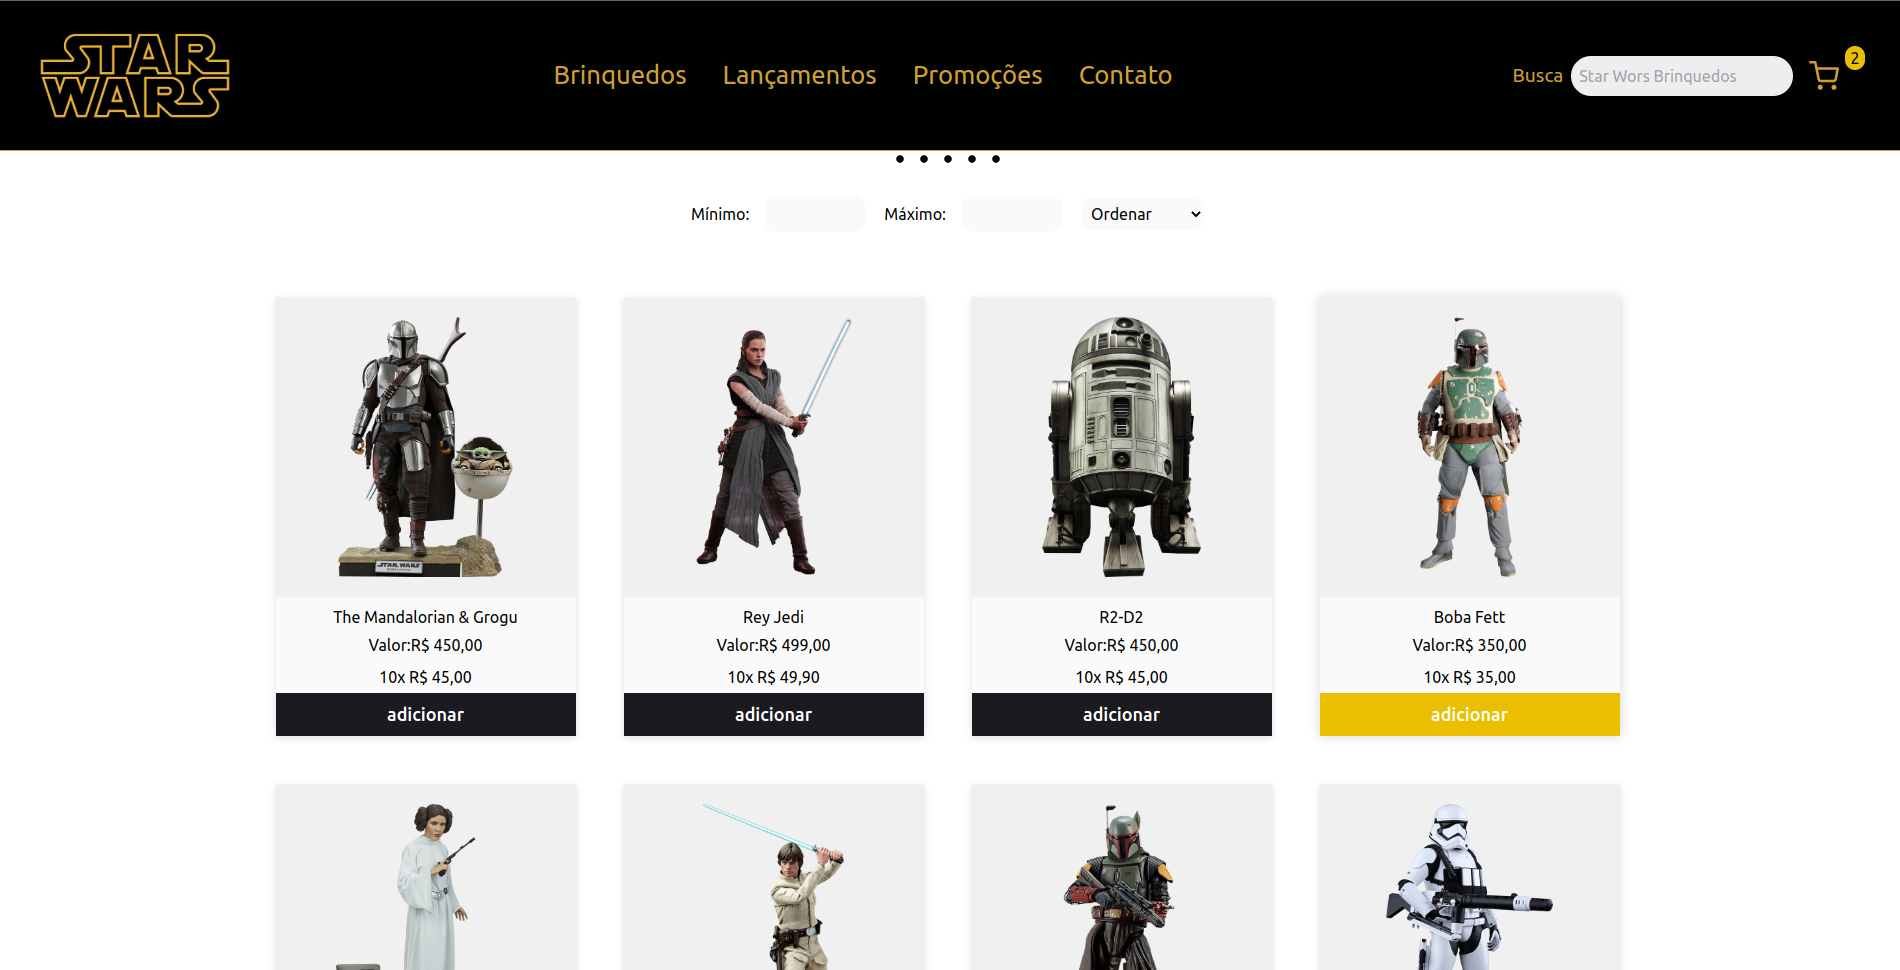 STAR
WARS
Brinquedos Lançamentos Promoções Contato
Busca Star Wors Brinquedos 2
Mínimo: Máximo: Ordenar
The Mandalorian & Grogu
Valor:R$ 450,00
10x R$ 45,00
adicionar
Rey Jedi
Valor:R$ 499,00
10x R$ 49,90
adicionar
R2-D2
Valor:R$ 450,00
10x R$ 45,00
adicionar
Boba Fett
Valor:R$ 350,00
10x R$ 35,00
adicionar
STAR WARS